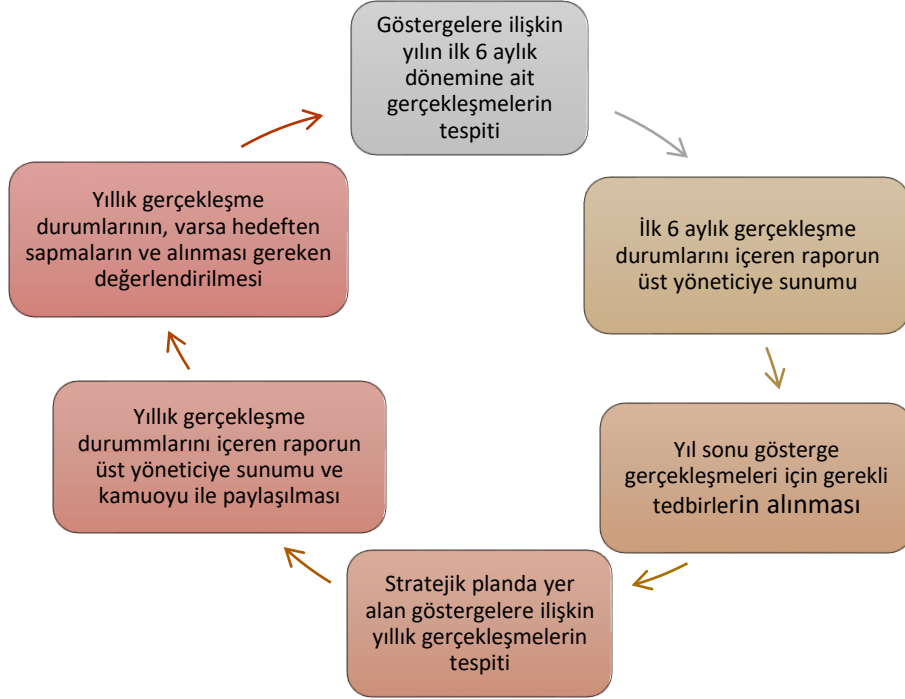 Göstergelere ilişkin
yılın ilk 6 aylık
dönemine ait
gerçekleşmelerin
tespiti
İlk 6 aylık gerçekleşme
durumlarını içeren raporun
üst yöneticiye sunumu
Yıl sonu gösterge
gerçekleşmeleri için gerekli
tedbirlerin alınması
Stratejik planda yer
alan göstergelere ilişkin
yıllık gerçekleşmelerin
tespiti
Yıllık gerçekleşme
durummlarını içeren raporun
üst yöneticiye sunumu ve
kamuoyu ile paylaşılması
Yıllık gerçekleşme
durumlarının, varsa hedeften
sapmaların ve alınması gereken
değerlendirilmesi